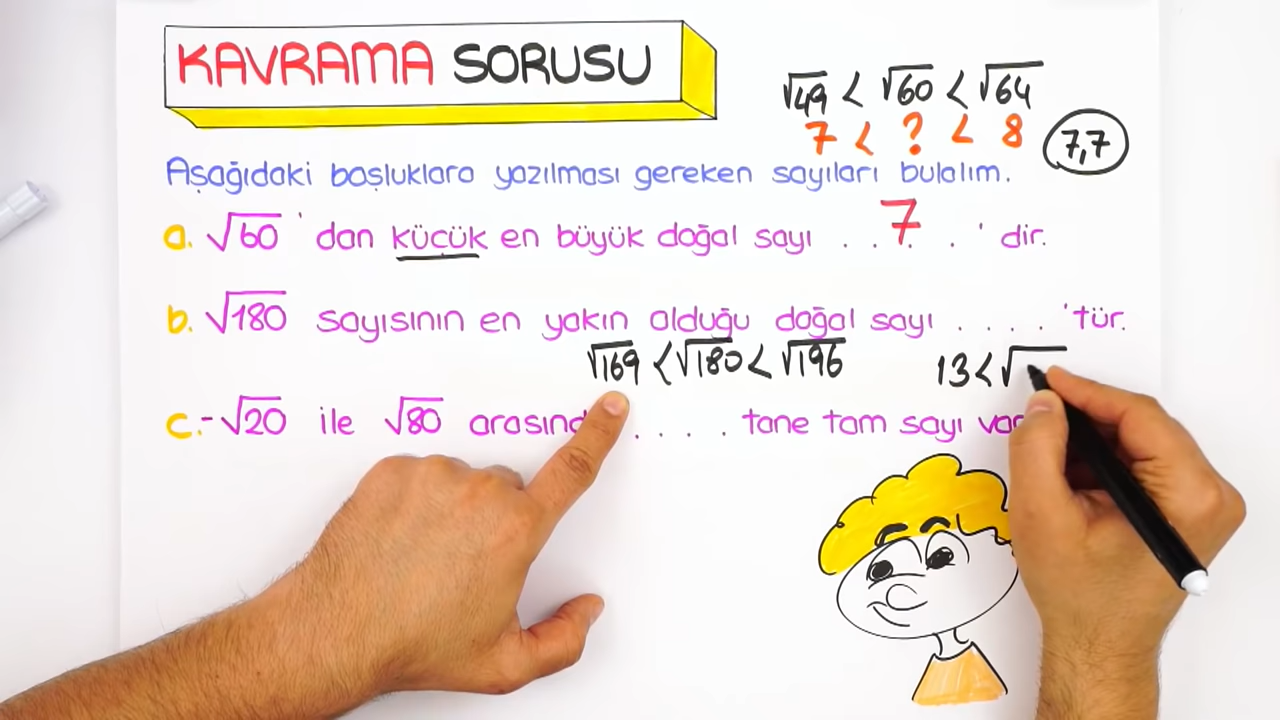 KAVRAMA SORUSU
√49 < √60 < √64
7 < ? < 8
7,7
Aşağıdaki boşluklara yazılması gereken sayıları bulalım.
a. √60 'dan küçük en büyük doğal sayı . . 7 . . 'dir.
b. √180 sayısının en yakın olduğu doğal sayı . . . . 'tür.
√169 < √180 < √196
13 < √
c. -√20 ile √80 arasınd . . . . tane tam sayı va